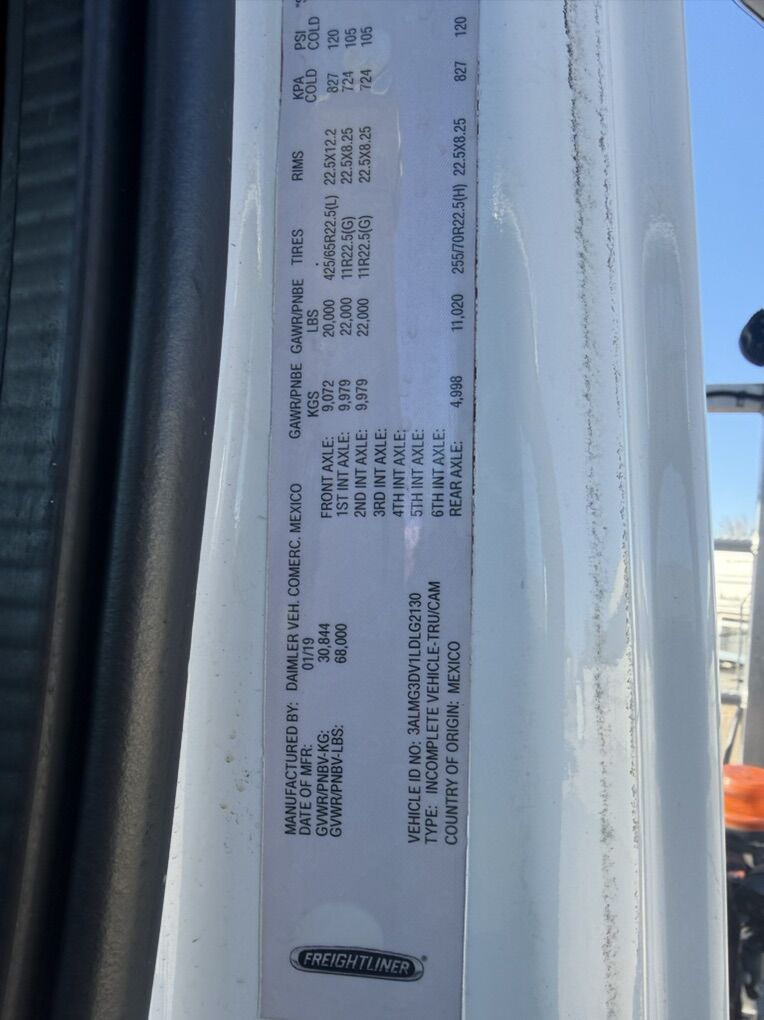 FREIGHTLINER®
MANUFACTURED BY: DAIMLER VEH. COMERC. MEXICO
DATE OF MFR: 01/19
GVWR/PNBV-KG: 30,844
GVWR/PNBV-LBS: 68,000
VEHICLE ID NO: 3ALMG3DV1LDLG2130
TYPE: INCOMPLETE VEHICLE-TRU/CAM
COUNTRY OF ORIGIN: MEXICO
GAWR/PNBE GAWR/PNBE TIRES RIMS KPA PSI
KGS LBS COLD COLD
FRONT AXLE: 9,072 20,000 425/65R22.5(L) 22.5X12.2 827 120
1ST INT AXLE: 9,979 22,000 11R22.5(G) 22.5X8.25 724 105
2ND INT AXLE: 9,979 22,000 11R22.5(G) 22.5X8.25 724 105
3RD INT AXLE:
4TH INT AXLE:
5TH INT AXLE:
6TH INT AXLE:
REAR AXLE: 4,998 11,020 255/70R22.5(H) 22.5X8.25 827 120